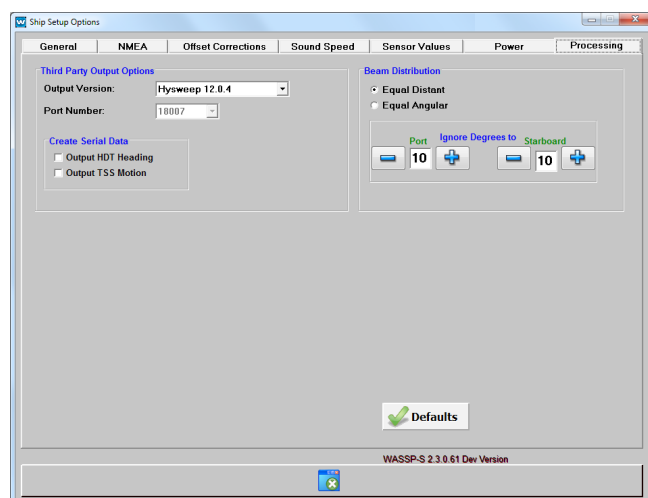 Ship Setup Options
General NMEA Offset Corrections Sound Speed Sensor Values Power Processing
Third Party Output Options
Output Version: Hysweep 12.0.4
Port Number: 18007
Create Serial Data
Output HDT Heading
Output TSS Motion
Beam Distribution
Equal Distant
Equal Angular
Ignore Degrees to
Port Starboard
10 10
Defaults
WASSP-S 2.3.0.61 Dev Version